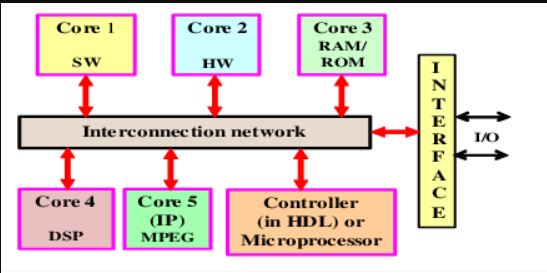 Core 1
SW
Core 2
HW
Core 3
RAM/
ROM
INTERFACE
I/O
Interconnection network
Core 4
DSP
Core 5
(IP)
MPEG
Controller
(in HDL) or
Microprocessor